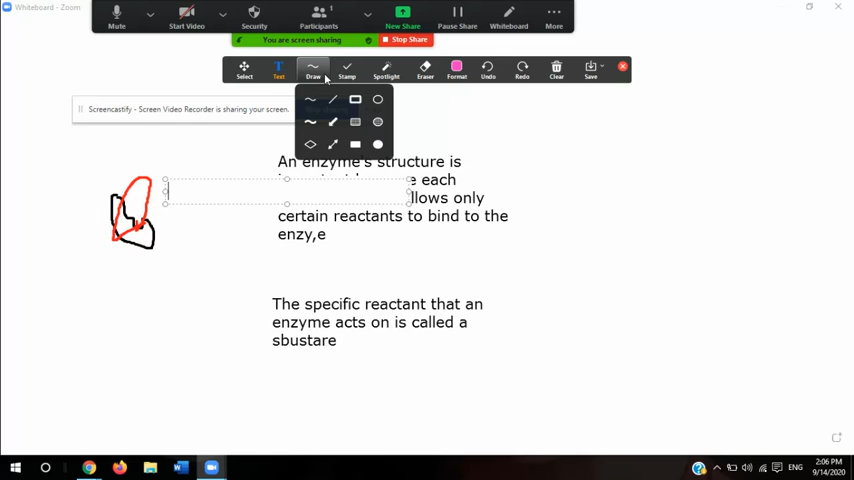 Whiteboard - Zoom
Mute
Start Video
Security
Participants
1
New Share
Pause Share
Whiteboard
More
You are screen sharing
Stop Share
Select
Text
Draw
Stamp
Spotlight
Eraser
Format
Undo
Redo
Clear
Save
Screencastify - Screen Video Recorder is sharing your screen.
An enzyme's structure is
each
llows only
certain reactants to bind to the
enzy,e
The specific reactant that an
enzyme acts on is called a
sbustare
ENG
2:06 PM
9/14/2020